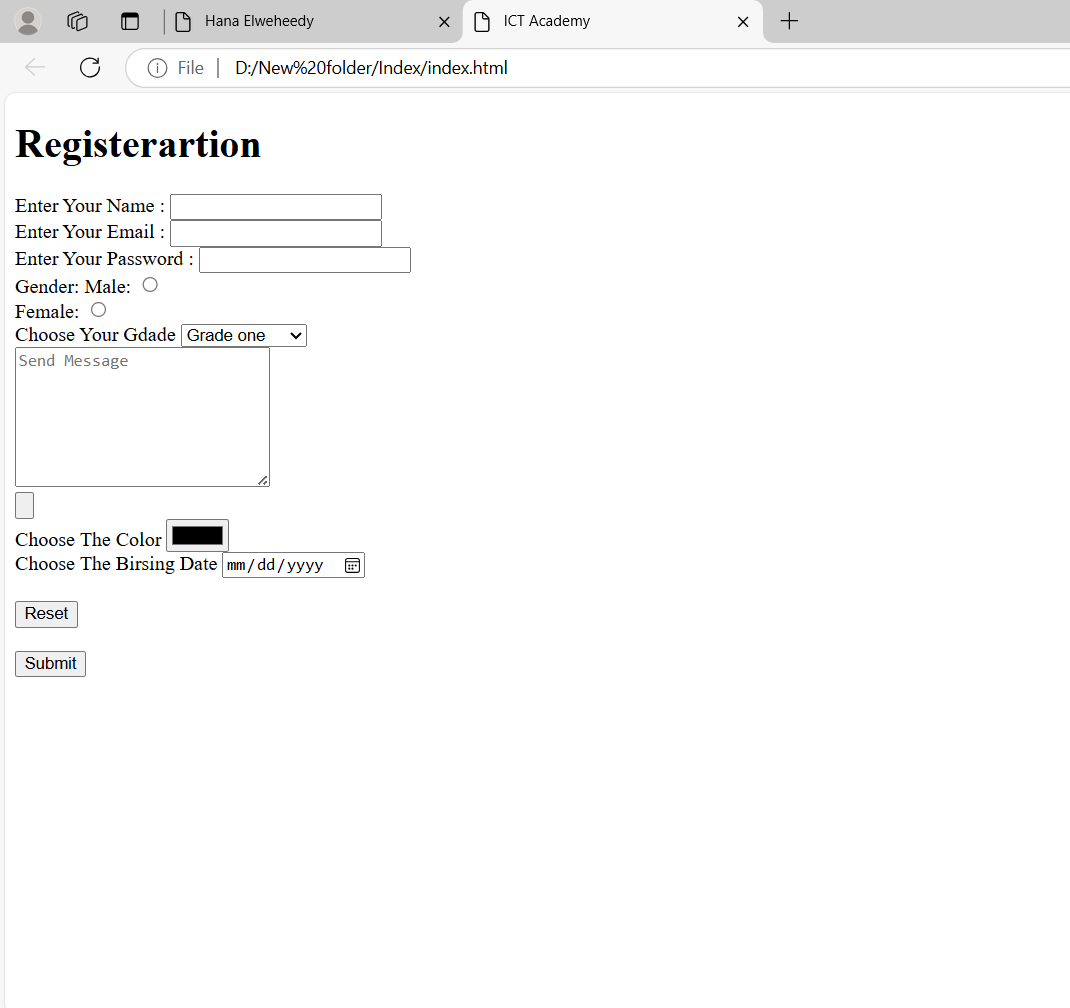 Hana Elweheedy
ICT Academy
File
D:/New%20folder/Index/index.html
Registerartion
Enter Your Name :
Enter Your Email :
Enter Your Password :
Gender: Male:
Female:
Choose Your Gdade Grade one
Send Message
Choose The Color
Choose The Birsing Date mm/dd/yyyy
Reset
Submit